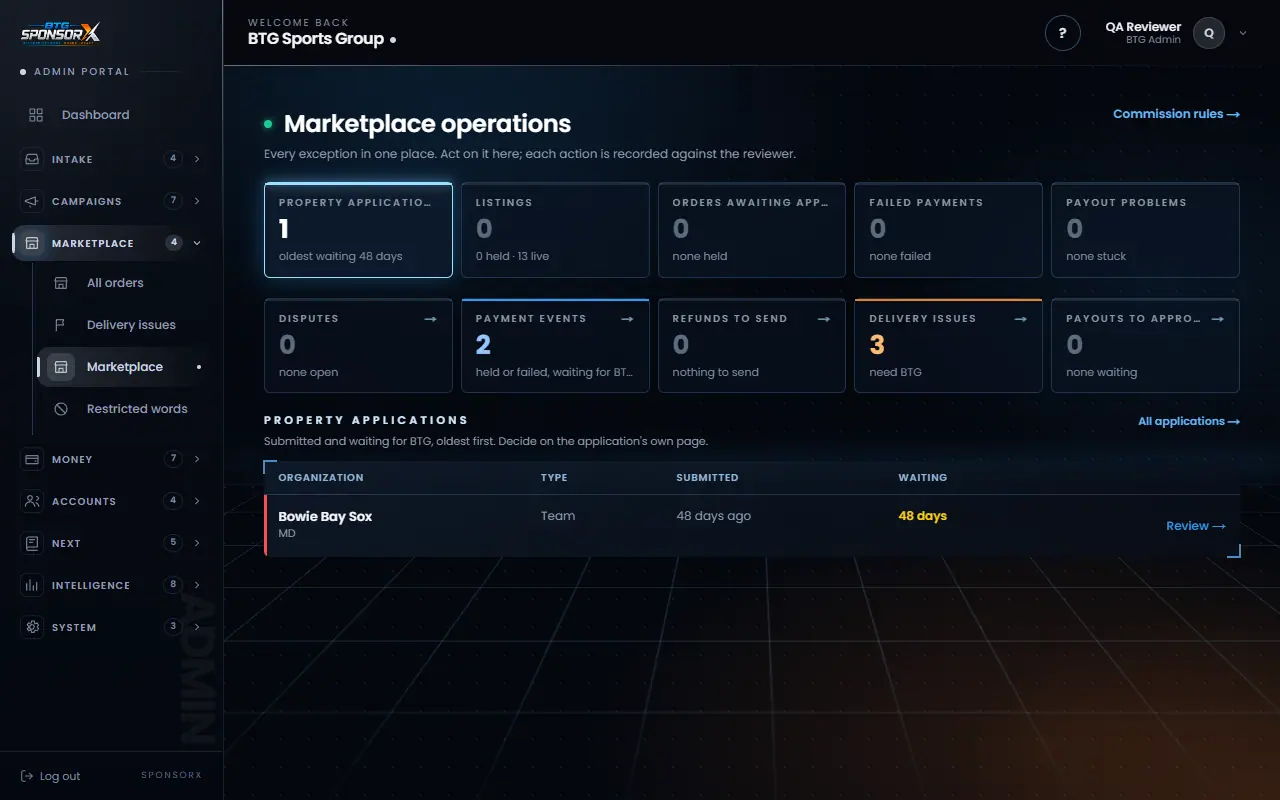 BTG
SPONSORX
ADMIN PORTAL
Dashboard
INTAKE 4
CAMPAIGNS 7
MARKETPLACE 4
All orders
Delivery issues
Marketplace
Restricted words
MONEY 7
ACCOUNTS 4
NEXT 5
INTELLIGENCE 8
SYSTEM 3
ADMIN
Log out
SPONSORX
WELCOME BACK
BTG Sports Group
?
QA Reviewer
BTG Admin
Q
Marketplace operations
Commission rules →
Every exception in one place. Act on it here; each action is recorded against the reviewer.
PROPERTY APPLICATIO…
1
oldest waiting 48 days
LISTINGS
0
0 held · 13 live
ORDERS AWAITING APP…
0
none held
FAILED PAYMENTS
0
none failed
PAYOUT PROBLEMS
0
none stuck
DISPUTES →
0
none open
PAYMENT EVENTS →
2
held or failed, waiting for BT…
REFUNDS TO SEND →
0
nothing to send
DELIVERY ISSUES →
3
need BTG
PAYOUTS TO APPRO… →
0
none waiting
PROPERTY APPLICATIONS
All applications →
Submitted and waiting for BTG, oldest first. Decide on the application's own page.
ORGANIZATION TYPE SUBMITTED WAITING
Bowie Bay Sox Team 48 days ago 48 days
MD
Review →